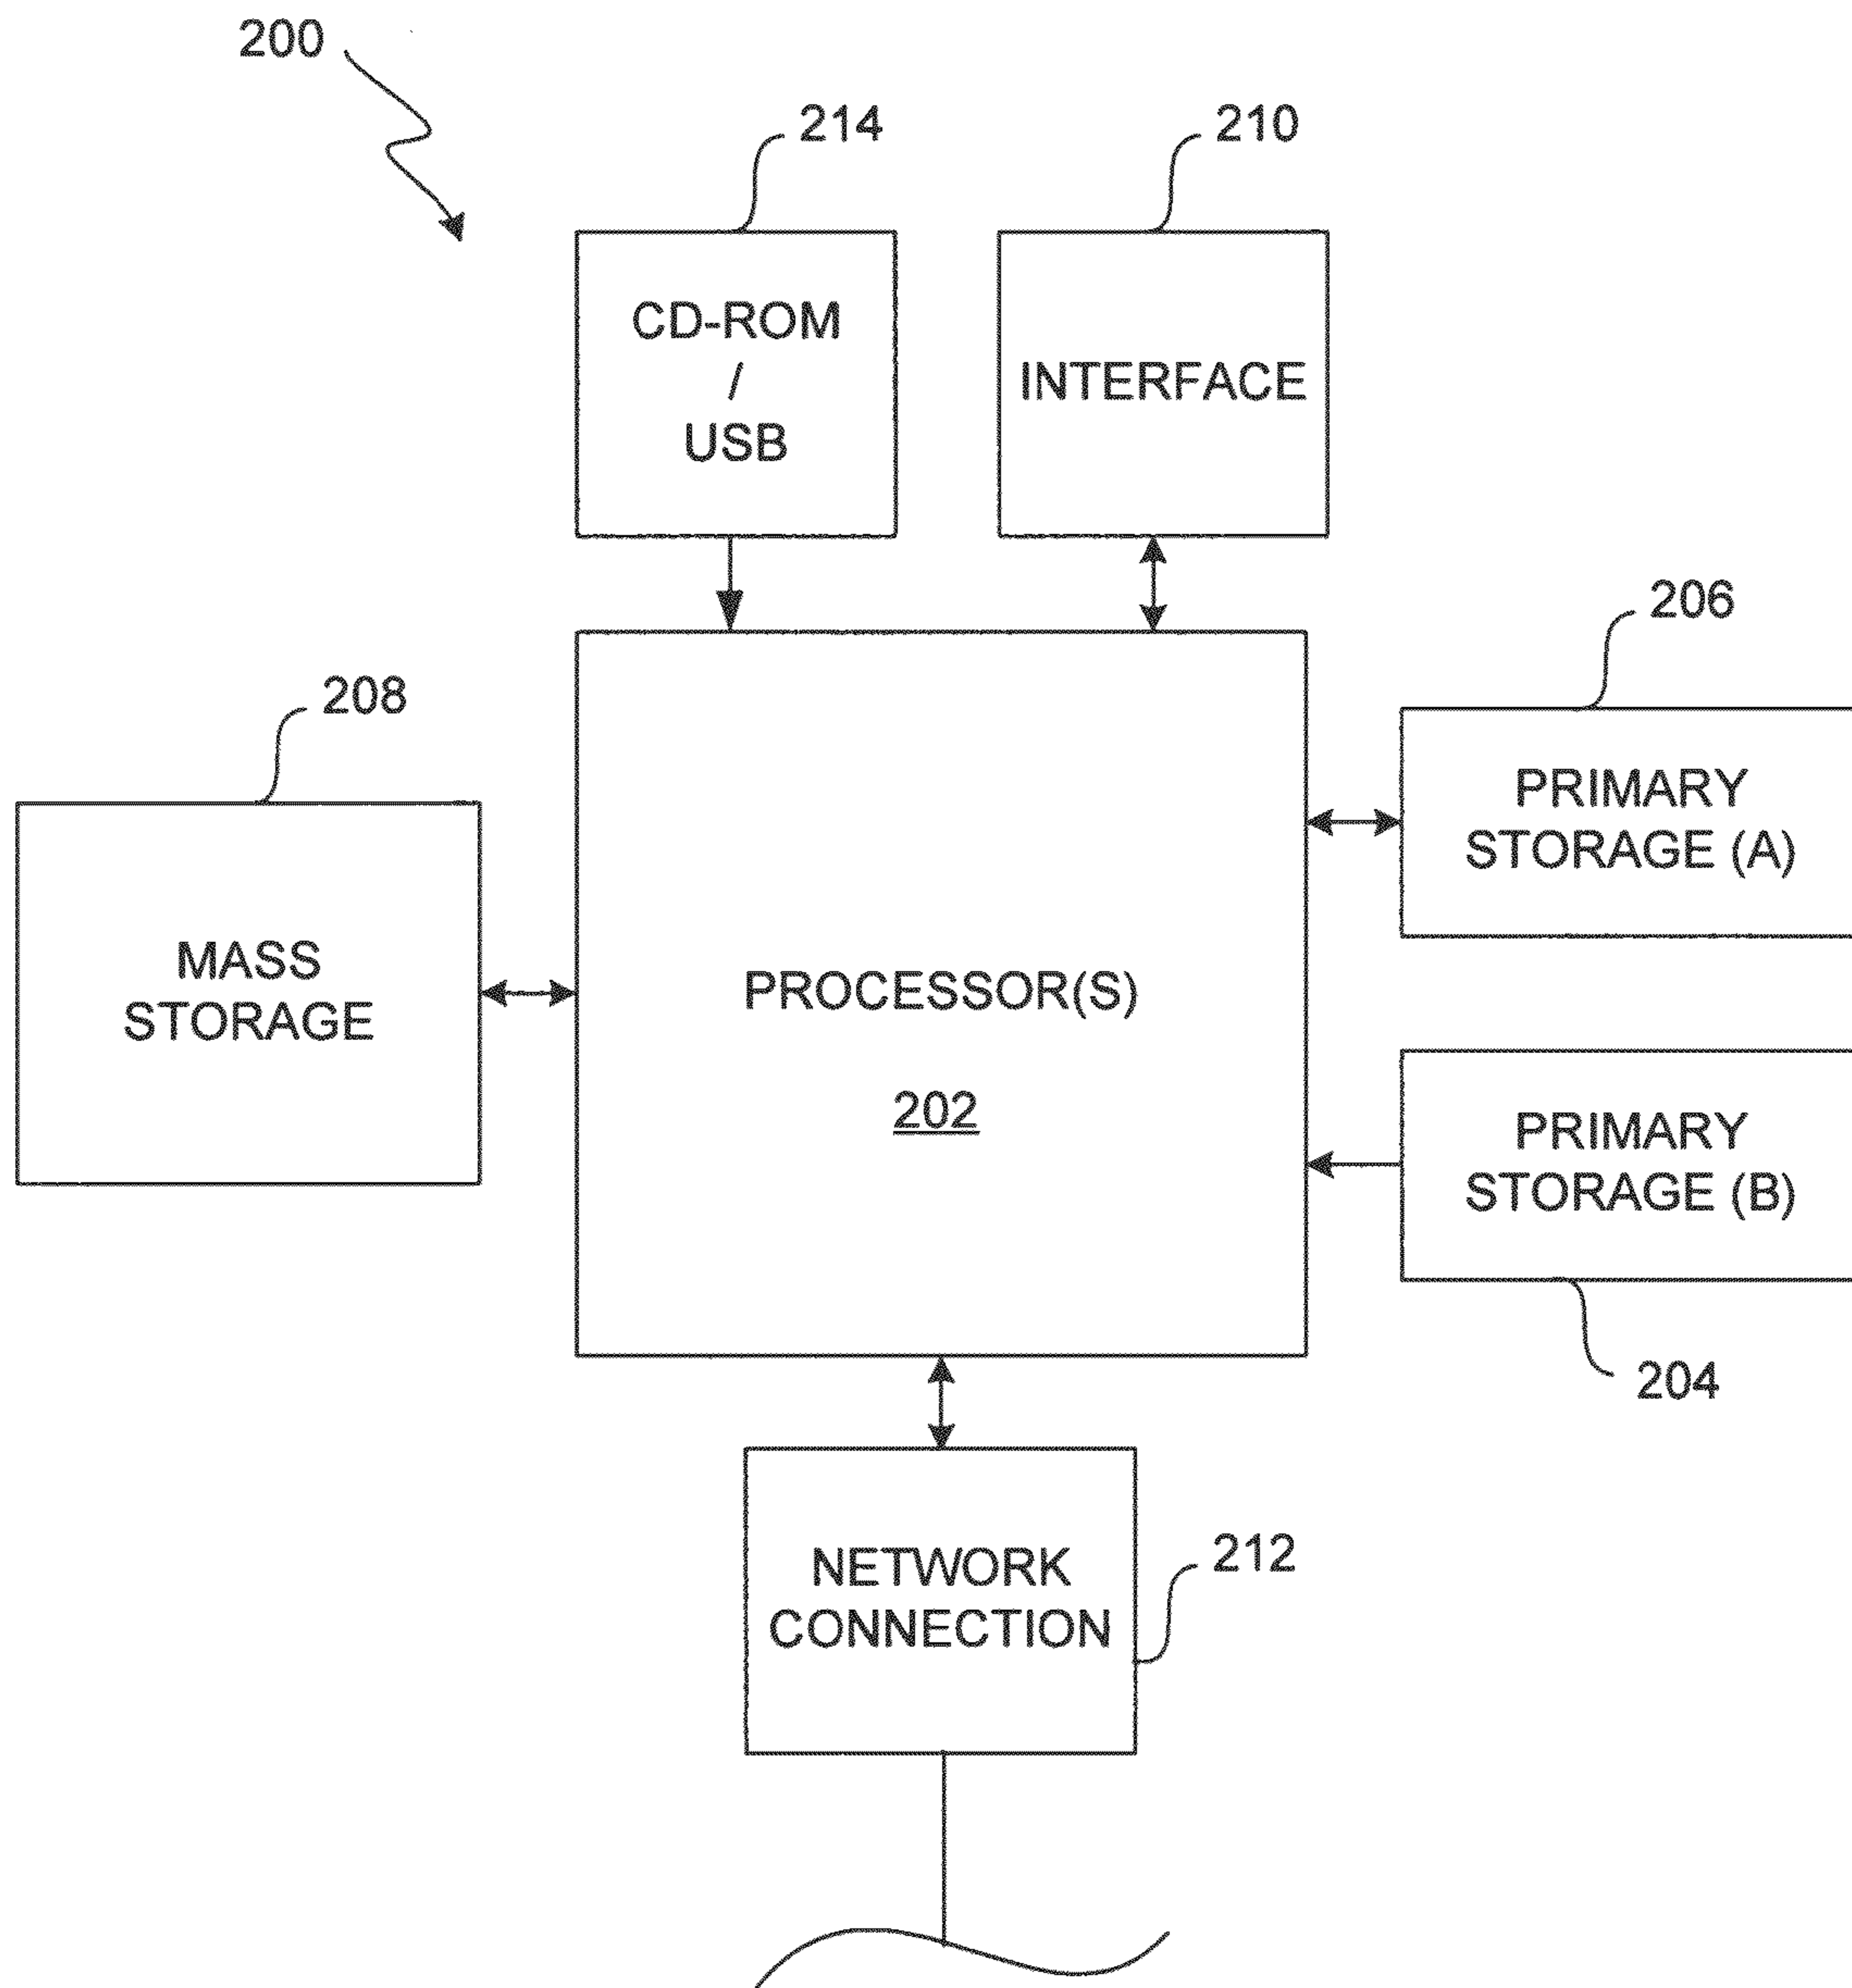 200
214
210
CD-ROM
/
USB
INTERFACE
206
208
PRIMARY
STORAGE (A)
MASS
STORAGE
PROCESSOR(S)
202
PRIMARY
STORAGE (B)
204
NETWORK
CONNECTION
212